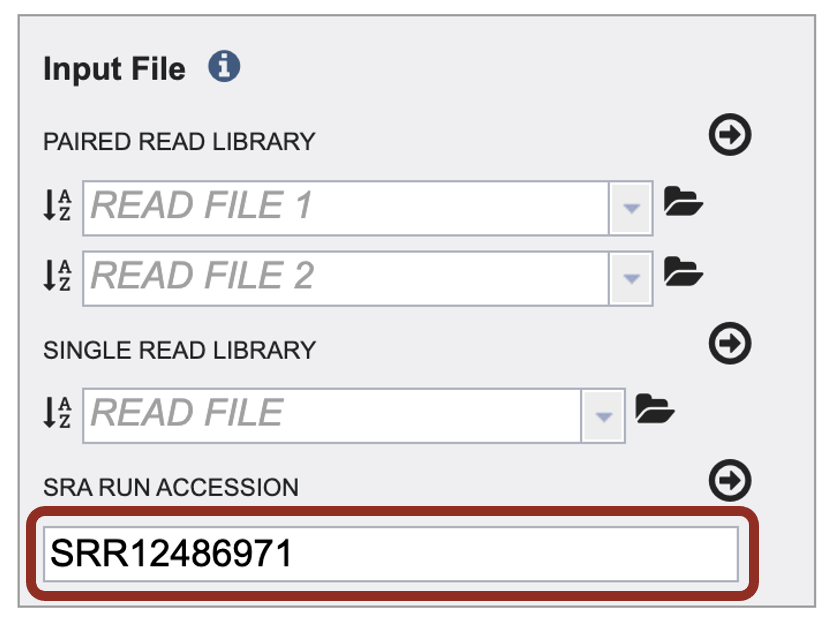 Input File
PAIRED READ LIBRARY
READ FILE 1
READ FILE 2
SINGLE READ LIBRARY
READ FILE
SRA RUN ACCESSION
SRR12486971